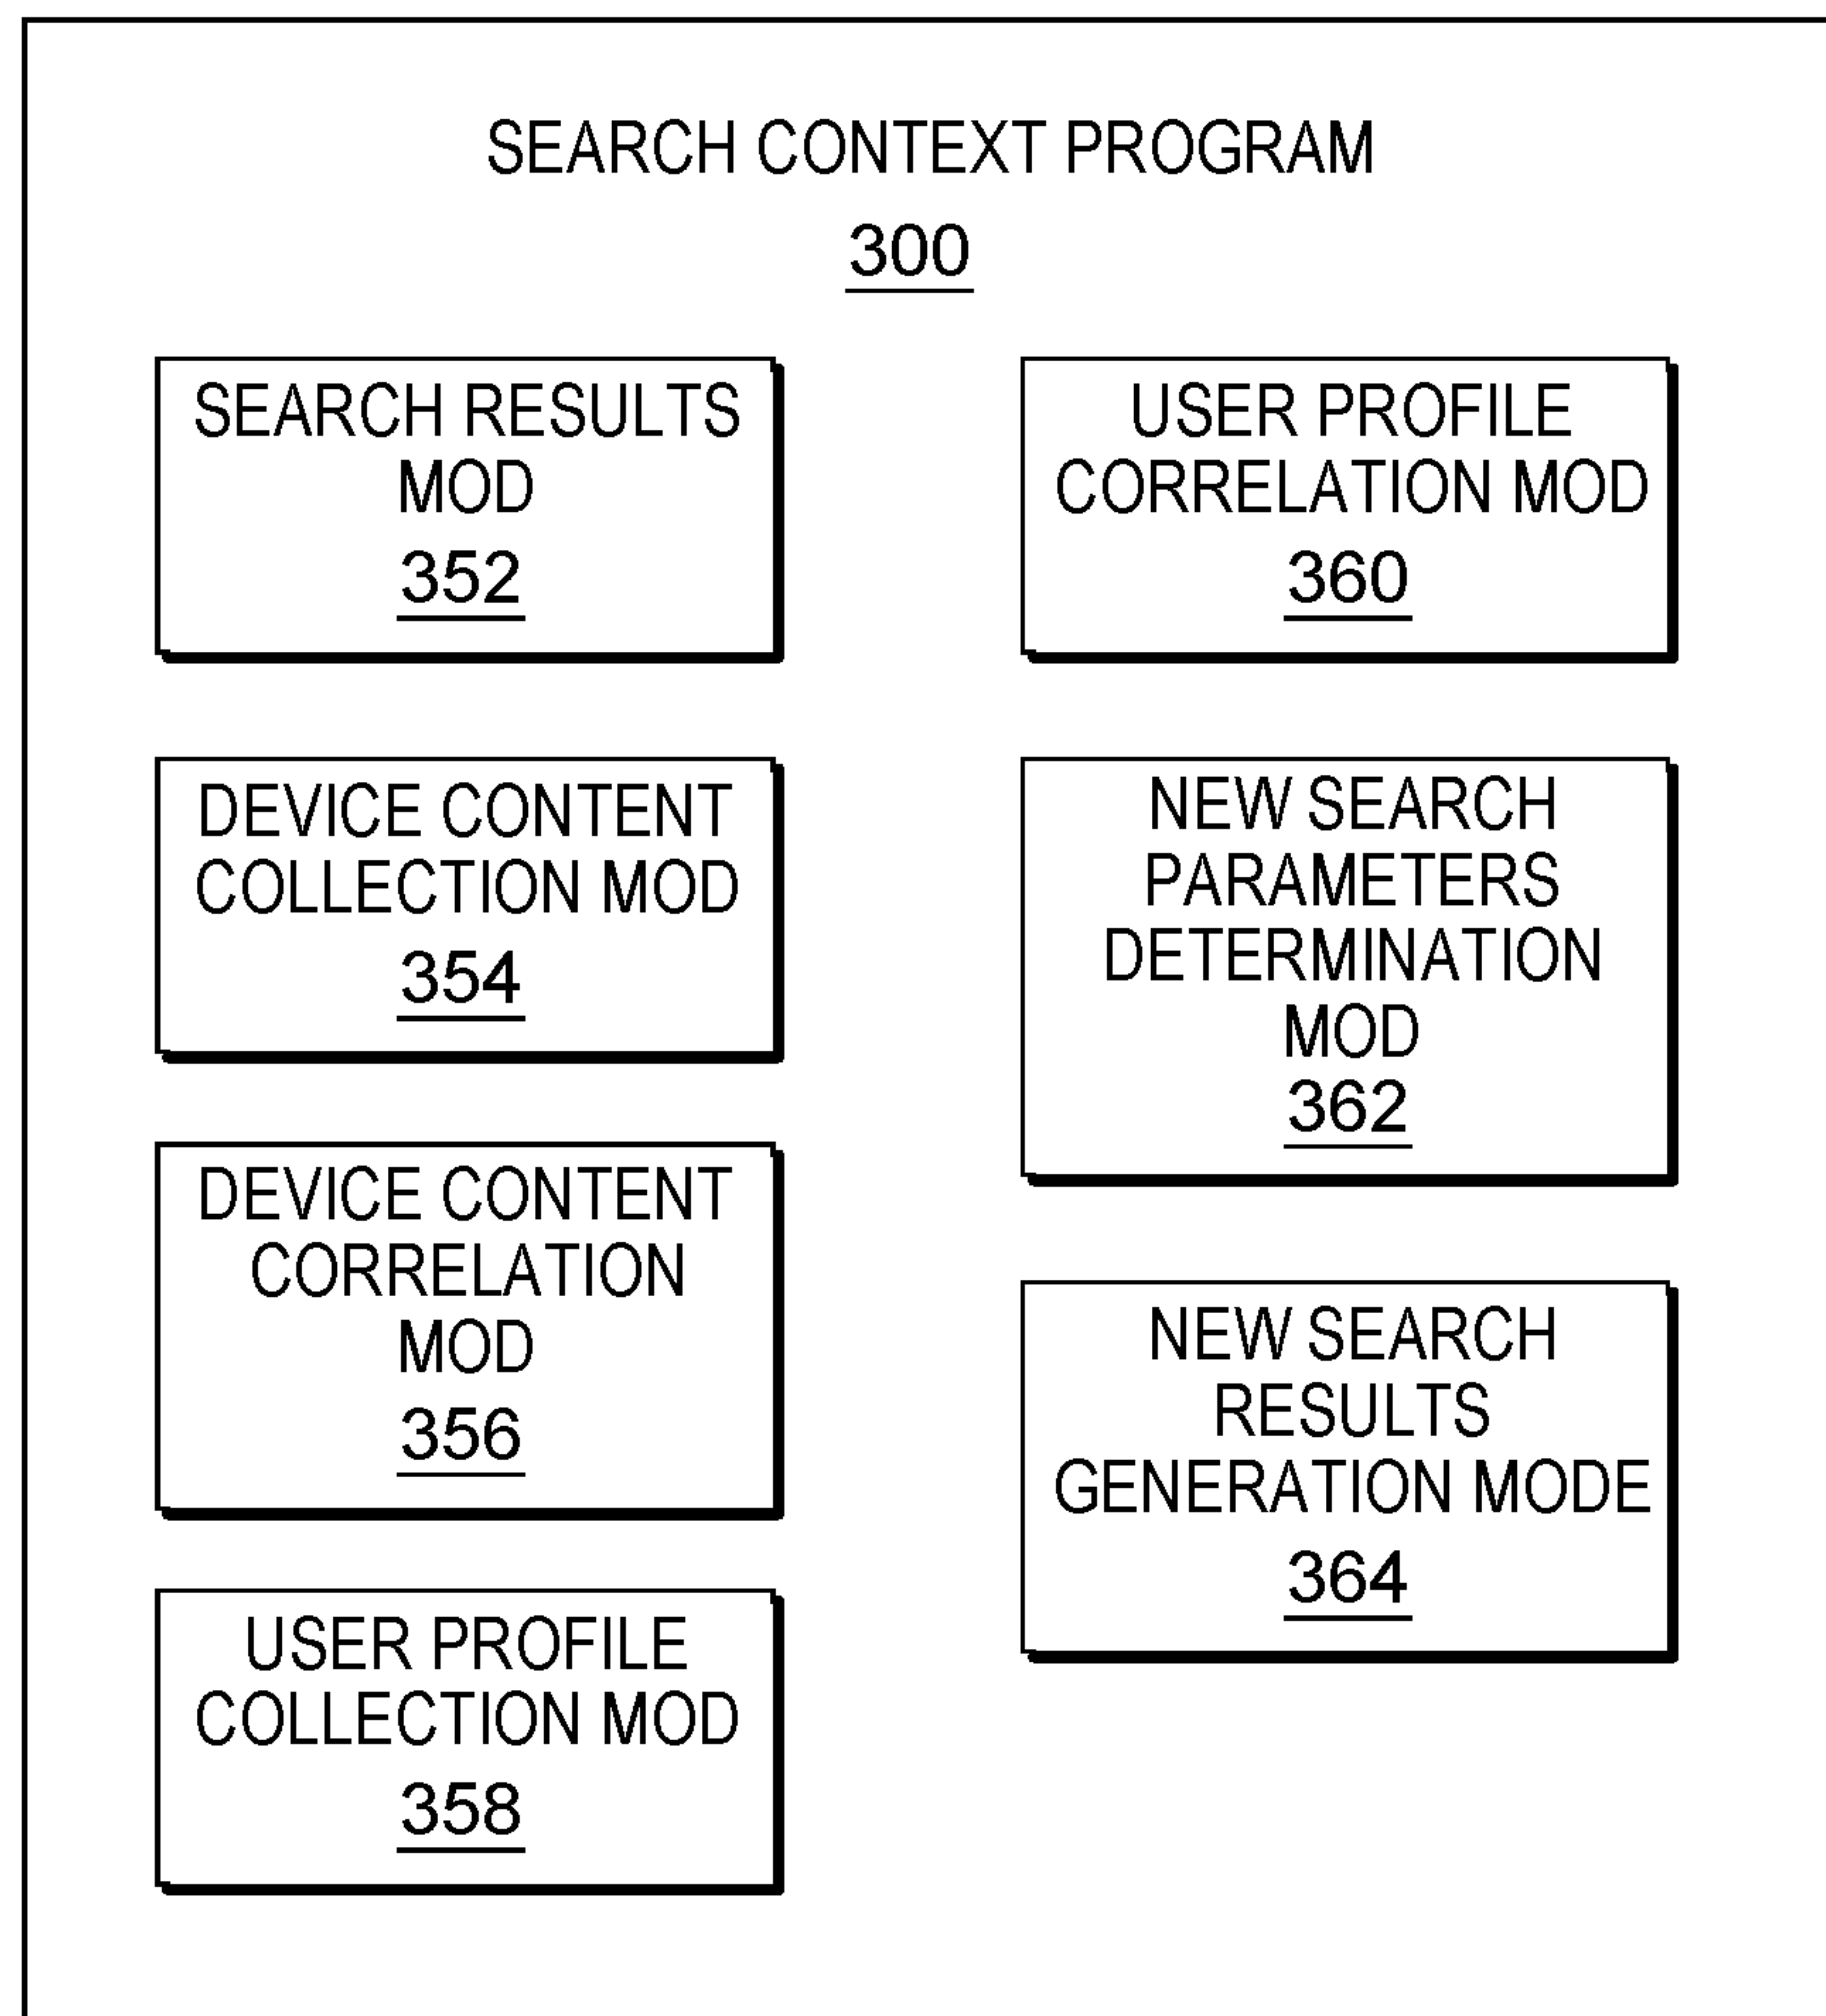 SEARCH CONTEXT PROGRAM
300
SEARCH RESULTS
MOD
352
DEVICE CONTENT
COLLECTION MOD
354
DEVICE CONTENT
CORRELATION
MOD
356
USER PROFILE
COLLECTION MOD
358
USER PROFILE
CORRELATION MOD
360
NEW SEARCH
PARAMETERS
DETERMINATION
MOD
362
NEW SEARCH
RESULTS
GENERATION MODE
364